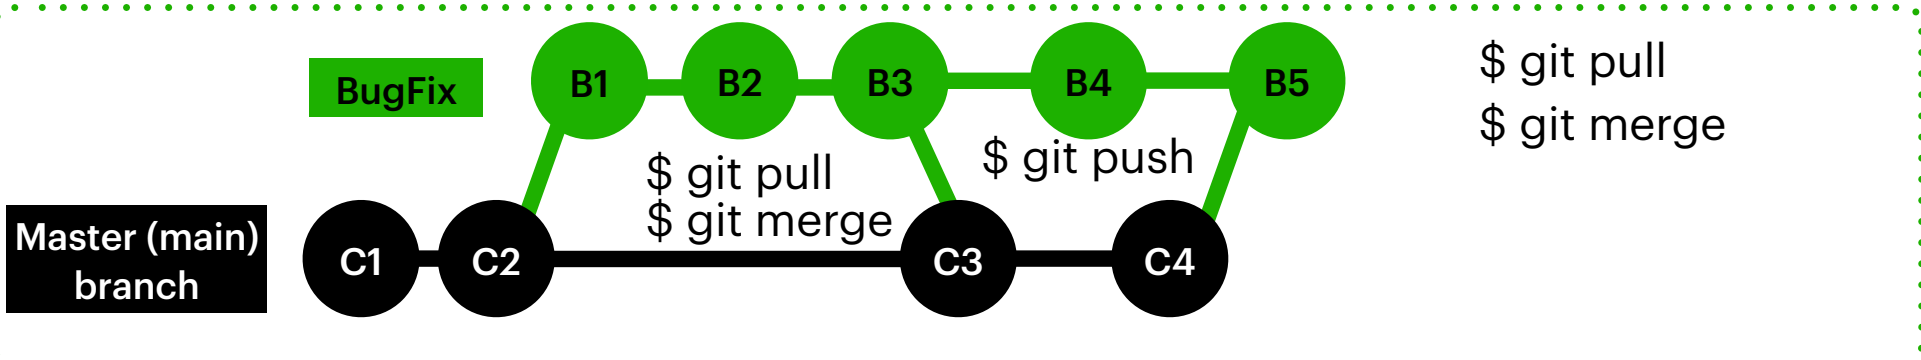 BugFix
B1
B2
B3
B4
B5
$ git pull
$ git merge
$ git pull
$ git merge
$ git push
Master (main)
branch
C1
C2
C3
C4